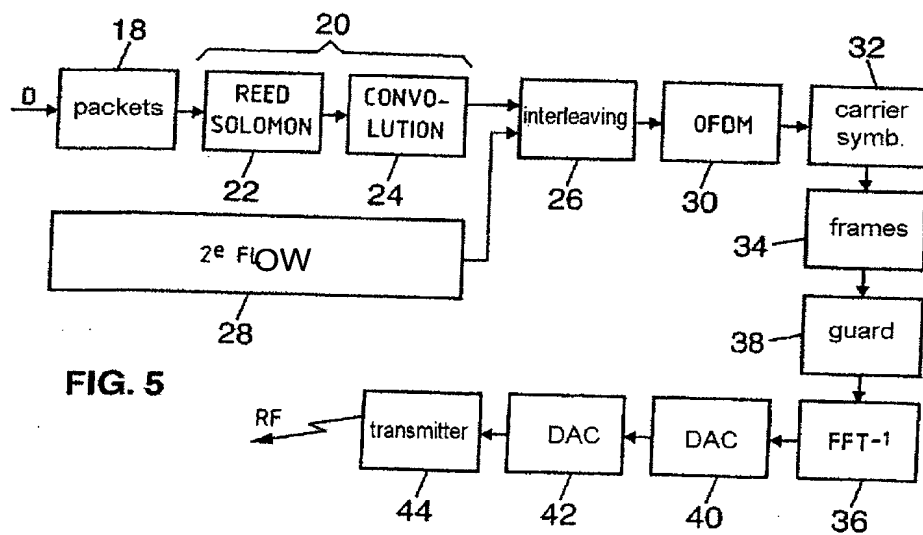 18
20
32
D
packets
REED
SOLOMON
CONVO-
LUTION
interleaving
OFDM
carrier
symb.
22
24
26
30
2e FLOW
28
34
frames
38
guard
FIG. 5
RF
transmitter
DAC
DAC
FFT-1
44
42
40
36